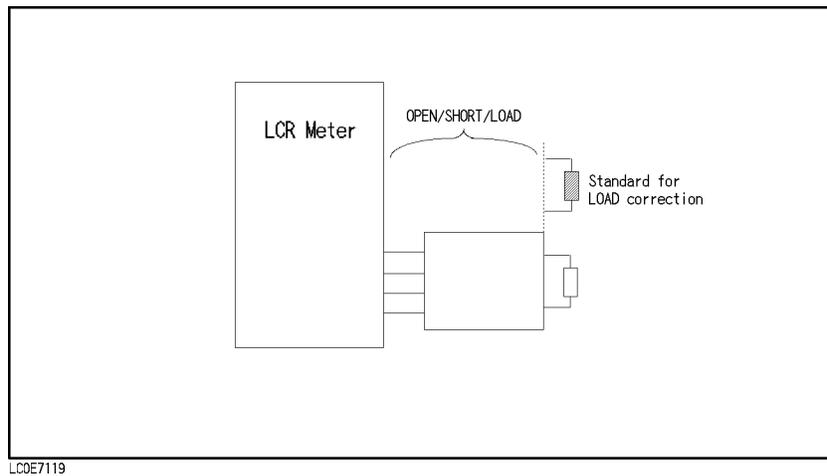 OPEN/SHORT/LOAD
LCR Meter
Standard for
LOAD correction
LCOE7119